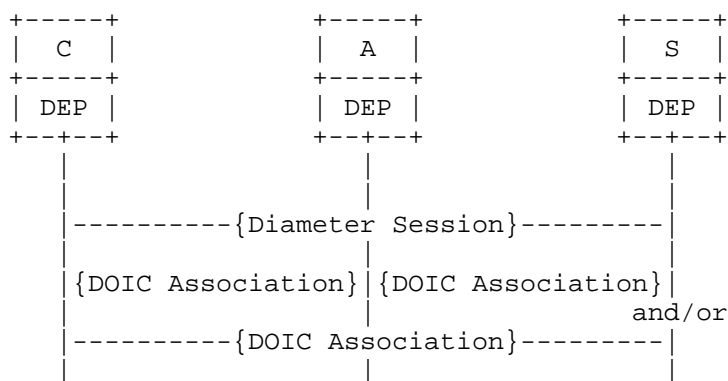 +-----+            +-----+            +-----+
|  C  |            |  A  |            |  S  |
+-----+            +-----+            +-----+
| DEP |            | DEP |            | DEP |
+--+--+            +--+--+            +--+--+
   |                  |                  |
   |                  |                  |
   |----------{Diameter Session}---------|
   |                  |                  |
   |{DOIC Association}|{DOIC Association}|
   |                  |                and/or
   |----------{DOIC Association}---------|
   |                  |                  |